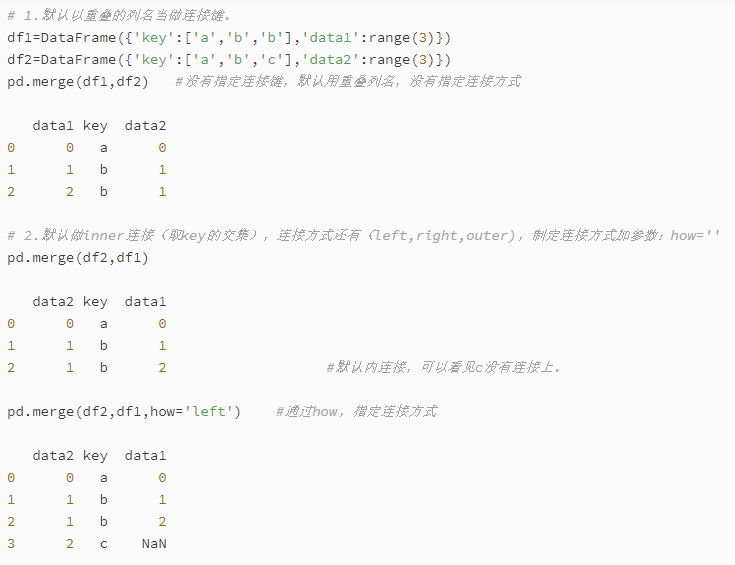 # 1.默认以重叠的列名当做连接键。
df1=DataFrame({'key':['a','b','b'],'data1':range(3)})
df2=DataFrame({'key':['a','b','c'],'data2':range(3)})
pd.merge(df1,df2)   #没有指定连接键，默认用重叠列名，没有指定连接方式
   data1 key  data2
0      0   a      0
1      1   b      1
2      2   b      1
# 2.默认做inner连接（取key的交集），连接方式还有（left,right,outer)，制定连接方式加参数：how=''
pd.merge(df2,df1)
   data2 key  data1
0      0   a      0
1      1   b      1
2      1   b      2                   #默认内连接，可以看见c没有连接上。
pd.merge(df2,df1,how='left')    #通过how，指定连接方式
   data2 key  data1
0      0   a      0
1      1   b      1
2      1   b      2
3      2   c    NaN